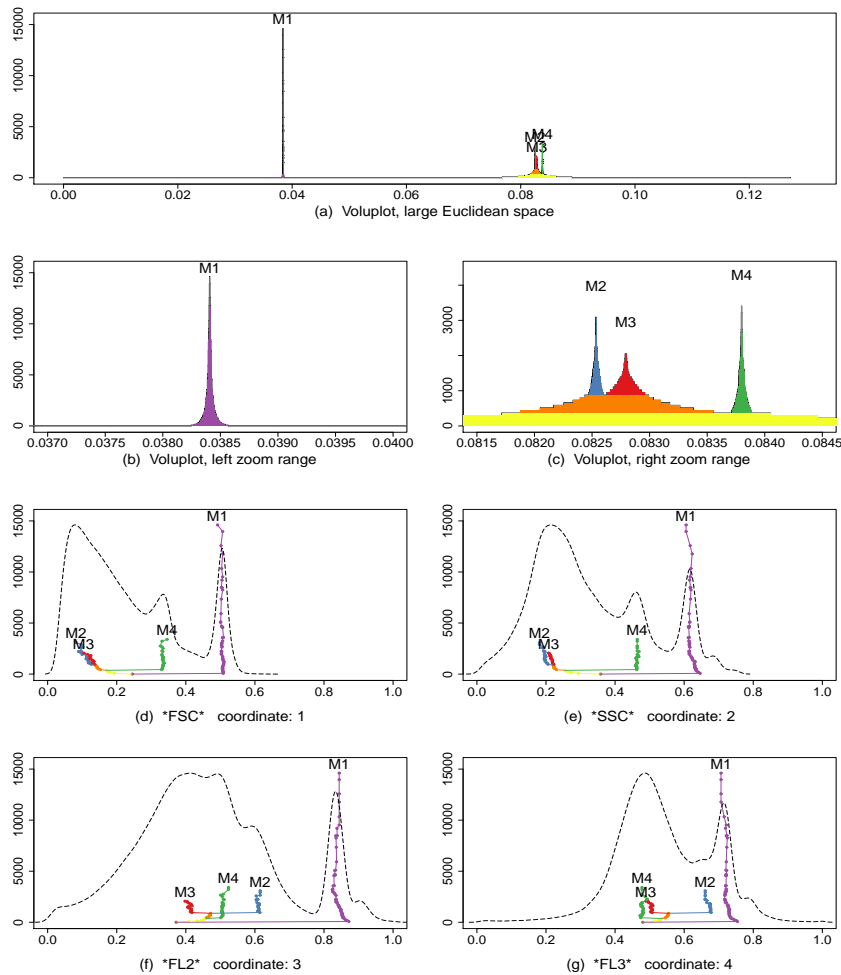 M1
M2
M4
M3
0 5000 10000 15000
0.00 0.02 0.04 0.06 0.08 0.10 0.12
(a) Voluplot, large Euclidean space
M1
0 5000 10000 15000
0.0370 0.0375 0.0380 0.0385 0.0390 0.0395 0.0400
(b) Voluplot, left zoom range
M2
M3
M4
0 1000 3000
0.0815 0.0820 0.0825 0.0830 0.0835 0.0840 0.0845
(c) Voluplot, right zoom range
M1
M2
M3
M4
0 5000 10000 15000
0.0 0.2 0.4 0.6 0.8 1.0
(d) *FSC* coordinate: 1
M1
M2
M3
M4
0 5000 10000 15000
0.0 0.2 0.4 0.6 0.8 1.0
(e) *SSC* coordinate: 2
M1
M3
M4
M2
0 5000 10000 15000
0.0 0.2 0.4 0.6 0.8 1.0
(f) *FL2* coordinate: 3
M1
M4
M3
M2
0 5000 10000 15000
0.0 0.2 0.4 0.6 0.8 1.0
(g) *FL3* coordinate: 4